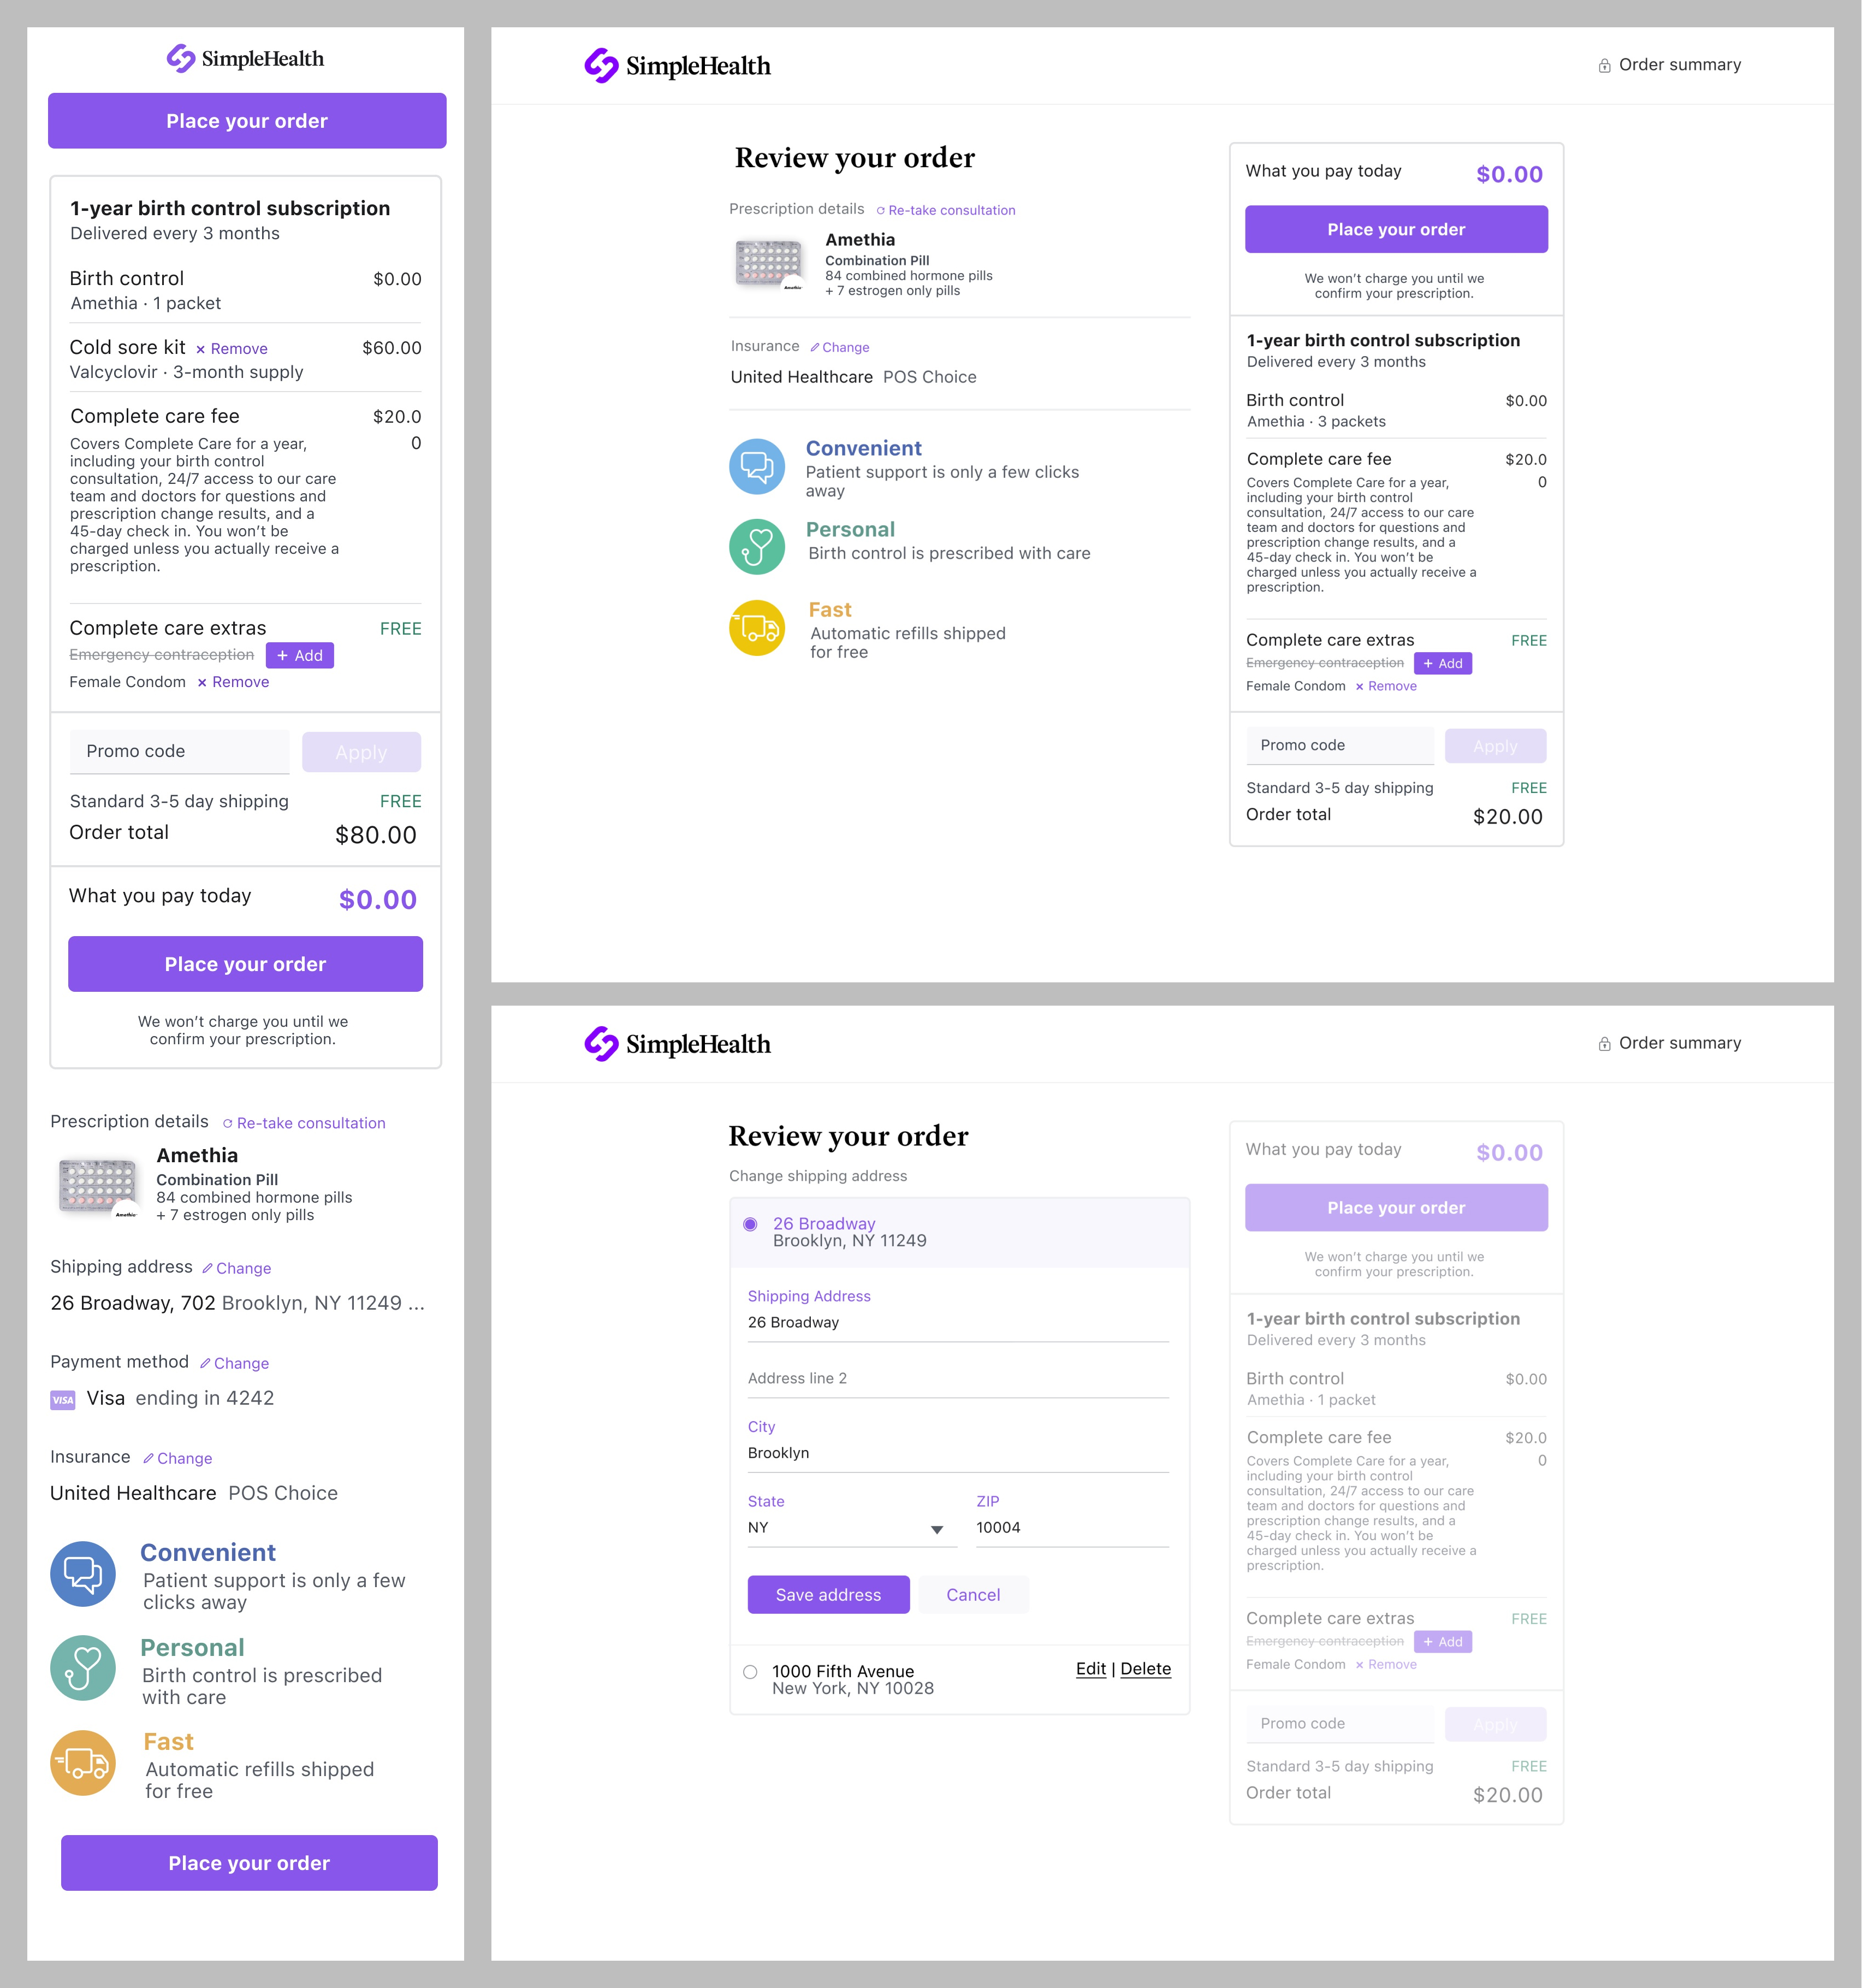 SimpleHealth
Place your order
1-year birth control subscription
Delivered every 3 months
Birth control $0.00
Amethia · 1 packet
Cold sore kit × Remove $60.00
Valcyclovir · 3-month supply
Complete care fee $20.0
0
Covers Complete Care for a year,
including your birth control
consultation, 24/7 access to our care
team and doctors for questions and
prescription change results, and a
45-day check in. You won’t be
charged unless you actually receive a
prescription.
Complete care extras FREE
Emergency contraception + Add
Female Condom × Remove
Promo code Apply
Standard 3-5 day shipping FREE
Order total $80.00
What you pay today $0.00
Place your order
We won’t charge you until we
confirm your prescription.
Prescription details Re-take consultation
Amethia
Combination Pill
84 combined hormone pills
+ 7 estrogen only pills
Amethia
Shipping address Change
26 Broadway, 702 Brooklyn, NY 11249 ...
Payment method Change
VISA Visa ending in 4242
Insurance Change
United Healthcare POS Choice
Convenient
Patient support is only a few
clicks away
Personal
Birth control is prescribed
with care
Fast
Automatic refills shipped
for free
Place your order
SimpleHealth
Order summary
Review your order
Prescription details Re-take consultation
Amethia
Combination Pill
84 combined hormone pills
+ 7 estrogen only pills
Amethia
Insurance Change
United Healthcare POS Choice
Convenient
Patient support is only a few clicks
away
Personal
Birth control is prescribed with care
Fast
Automatic refills shipped
for free
What you pay today $0.00
Place your order
We won’t charge you until we
confirm your prescription.
1-year birth control subscription
Delivered every 3 months
Birth control $0.00
Amethia · 3 packets
Complete care fee $20.0
0
Covers Complete Care for a year,
including your birth control
consultation, 24/7 access to our care
team and doctors for questions and
prescription change results, and a
45-day check in. You won’t be
charged unless you actually receive a
prescription.
Complete care extras FREE
Emergency contraception + Add
Female Condom × Remove
Promo code Apply
Standard 3-5 day shipping FREE
Order total $20.00
SimpleHealth
Order summary
Review your order
Change shipping address
26 Broadway
Brooklyn, NY 11249
Shipping Address
26 Broadway
Address line 2
City
Brooklyn
State ZIP
NY 10004
Save address Cancel
1000 Fifth Avenue Edit | Delete
New York, NY 10028
What you pay today $0.00
Place your order
We won’t charge you until we
confirm your prescription.
1-year birth control subscription
Delivered every 3 months
Birth control $0.00
Amethia · 1 packet
Complete care fee $20.0
0
Covers Complete Care for a year,
including your birth control
consultation, 24/7 access to our care
team and doctors for questions and
prescription change results, and a
45-day check in. You won’t be
charged unless you actually receive a
prescription.
Complete care extras FREE
Emergency contraception + Add
Female Condom × Remove
Promo code Apply
Standard 3-5 day shipping FREE
Order total $20.00